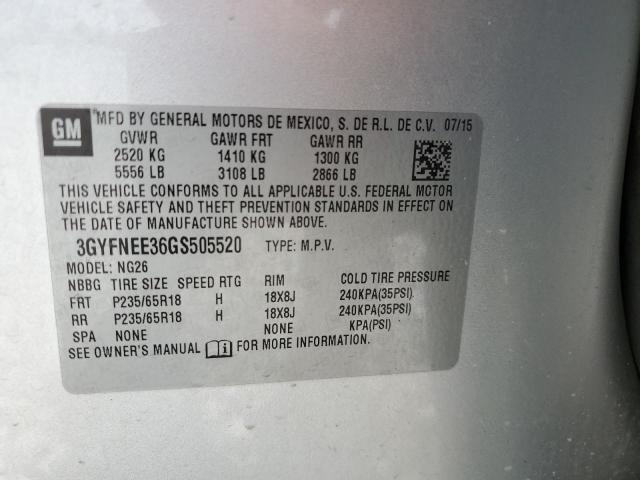 GM
MFD BY GENERAL MOTORS DE MEXICO, S. DE R.L. DE C.V. 07/15
GVWR GAWR FRT GAWR RR
2520 KG 1410 KG 1300 KG
5556 LB 3108 LB 2866 LB
THIS VEHICLE CONFORMS TO ALL APPLICABLE U.S. FEDERAL MOTOR
VEHICLE SAFETY AND THEFT PREVENTION STANDARDS IN EFFECT ON
THE DATE OF MANUFACTURE SHOWN ABOVE.
3GYFNEE36GS505520 TYPE: M.P.V.
MODEL: NG26
NBBG TIRE SIZE SPEED RTG RIM COLD TIRE PRESSURE
FRT P235/65R18 H 18X8J 240KPA(35PSI)
RR P235/65R18 H 18X8J 240KPA(35PSI)
SPA NONE NONE KPA(PSI)
SEE OWNER'S MANUAL FOR MORE INFORMATION.